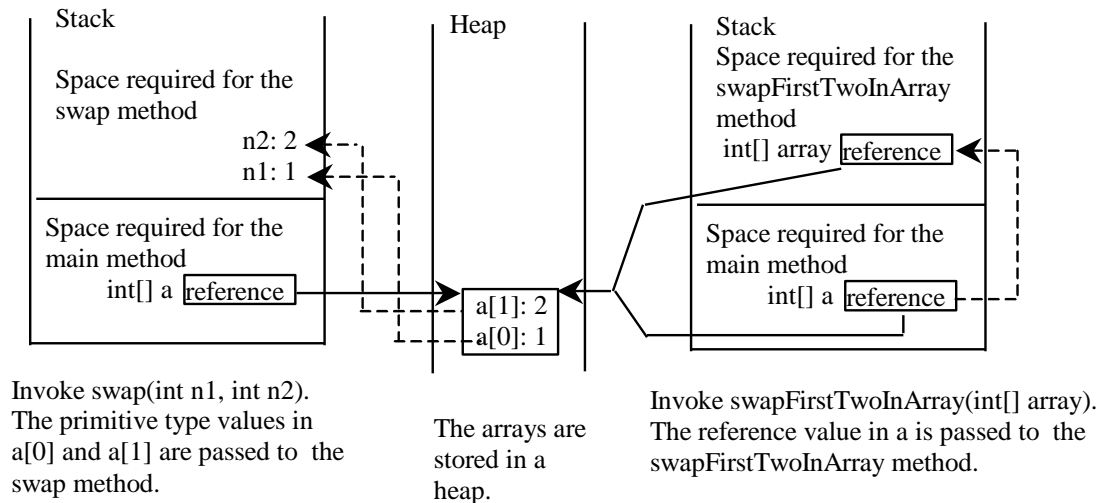 Stack
Space required for the
swap method
n2: 2
n1: 1
Space required for the
main method
int[] a reference
Heap
a[1]: 2
a[0]: 1
Stack
Space required for the
swapFirstTwoInArray
method
int[] array reference
Space required for the
main method
int[] a reference
Invoke swap(int n1, int n2).
The primitive type values in
a[0] and a[1] are passed to the
swap method.
The arrays are
stored in a
heap.
Invoke swapFirstTwoInArray(int[] array).
The reference value in a is passed to the
swapFirstTwoInArray method.